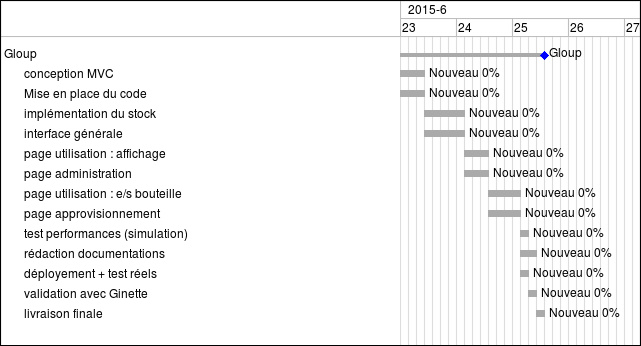 2015-6
23 24 25 26 27
Gloup Gloup
conception MVC Nouveau 0%
Mise en place du code Nouveau 0%
implémentation du stock Nouveau 0%
interface générale Nouveau 0%
page utilisation : affichage Nouveau 0%
page administration Nouveau 0%
page utilisation : e/s bouteille Nouveau 0%
page approvisionnement Nouveau 0%
test performances (simulation) Nouveau 0%
rédaction documentations Nouveau 0%
déployement + test réels Nouveau 0%
validation avec Ginette Nouveau 0%
livraison finale Nouveau 0%